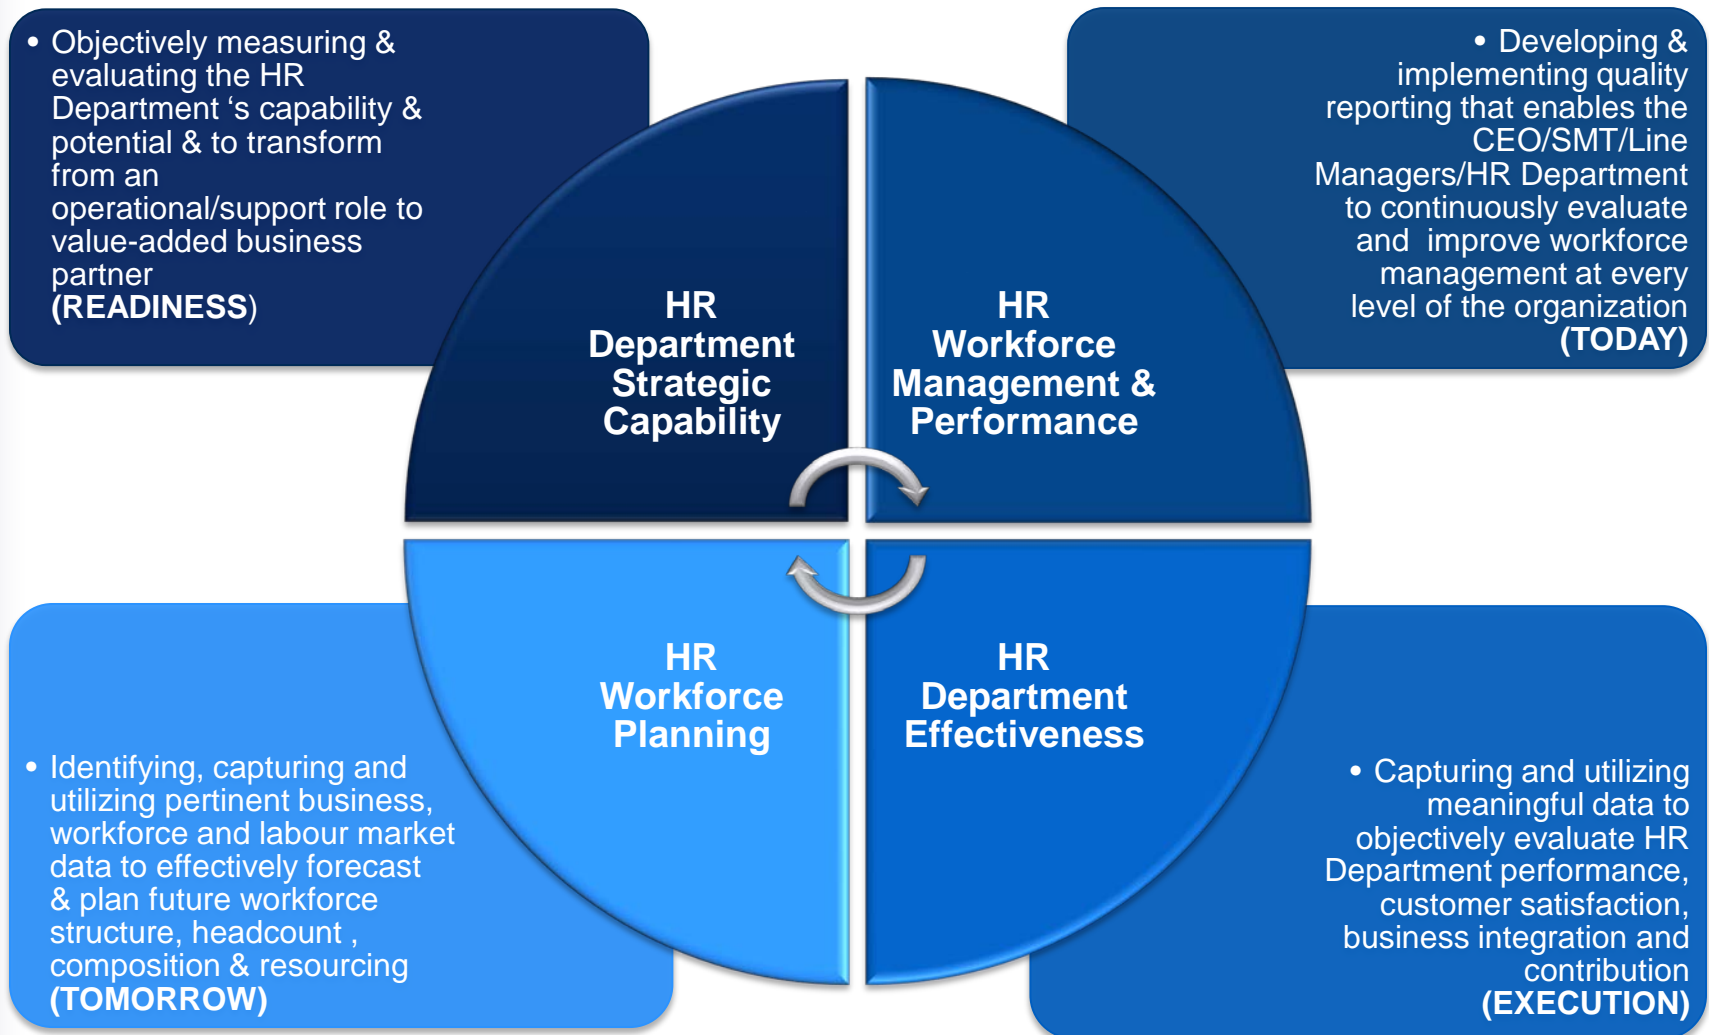 • Objectively measuring &
evaluating the HR
Department ‘s capability &
potential & to transform
from an
operational/support role to
value-added business
partner
(READINESS)
• Developing &
implementing quality
reporting that enables the
CEO/SMT/Line
Managers/HR Department
to continuously evaluate
and  improve workforce
management at every
level of the organization
(TODAY)
HR
Department
Strategic
Capability
HR
Workforce
Management &
Performance
HR
Workforce
Planning
HR
Department
Effectiveness
• Identifying, capturing and
utilizing pertinent business,
workforce and labour market
data to effectively forecast
& plan future workforce
structure, headcount ,
composition & resourcing
(TOMORROW)
• Capturing and utilizing
meaningful data to
objectively evaluate HR
Department performance,
customer satisfaction,
business integration and
contribution
(EXECUTION)